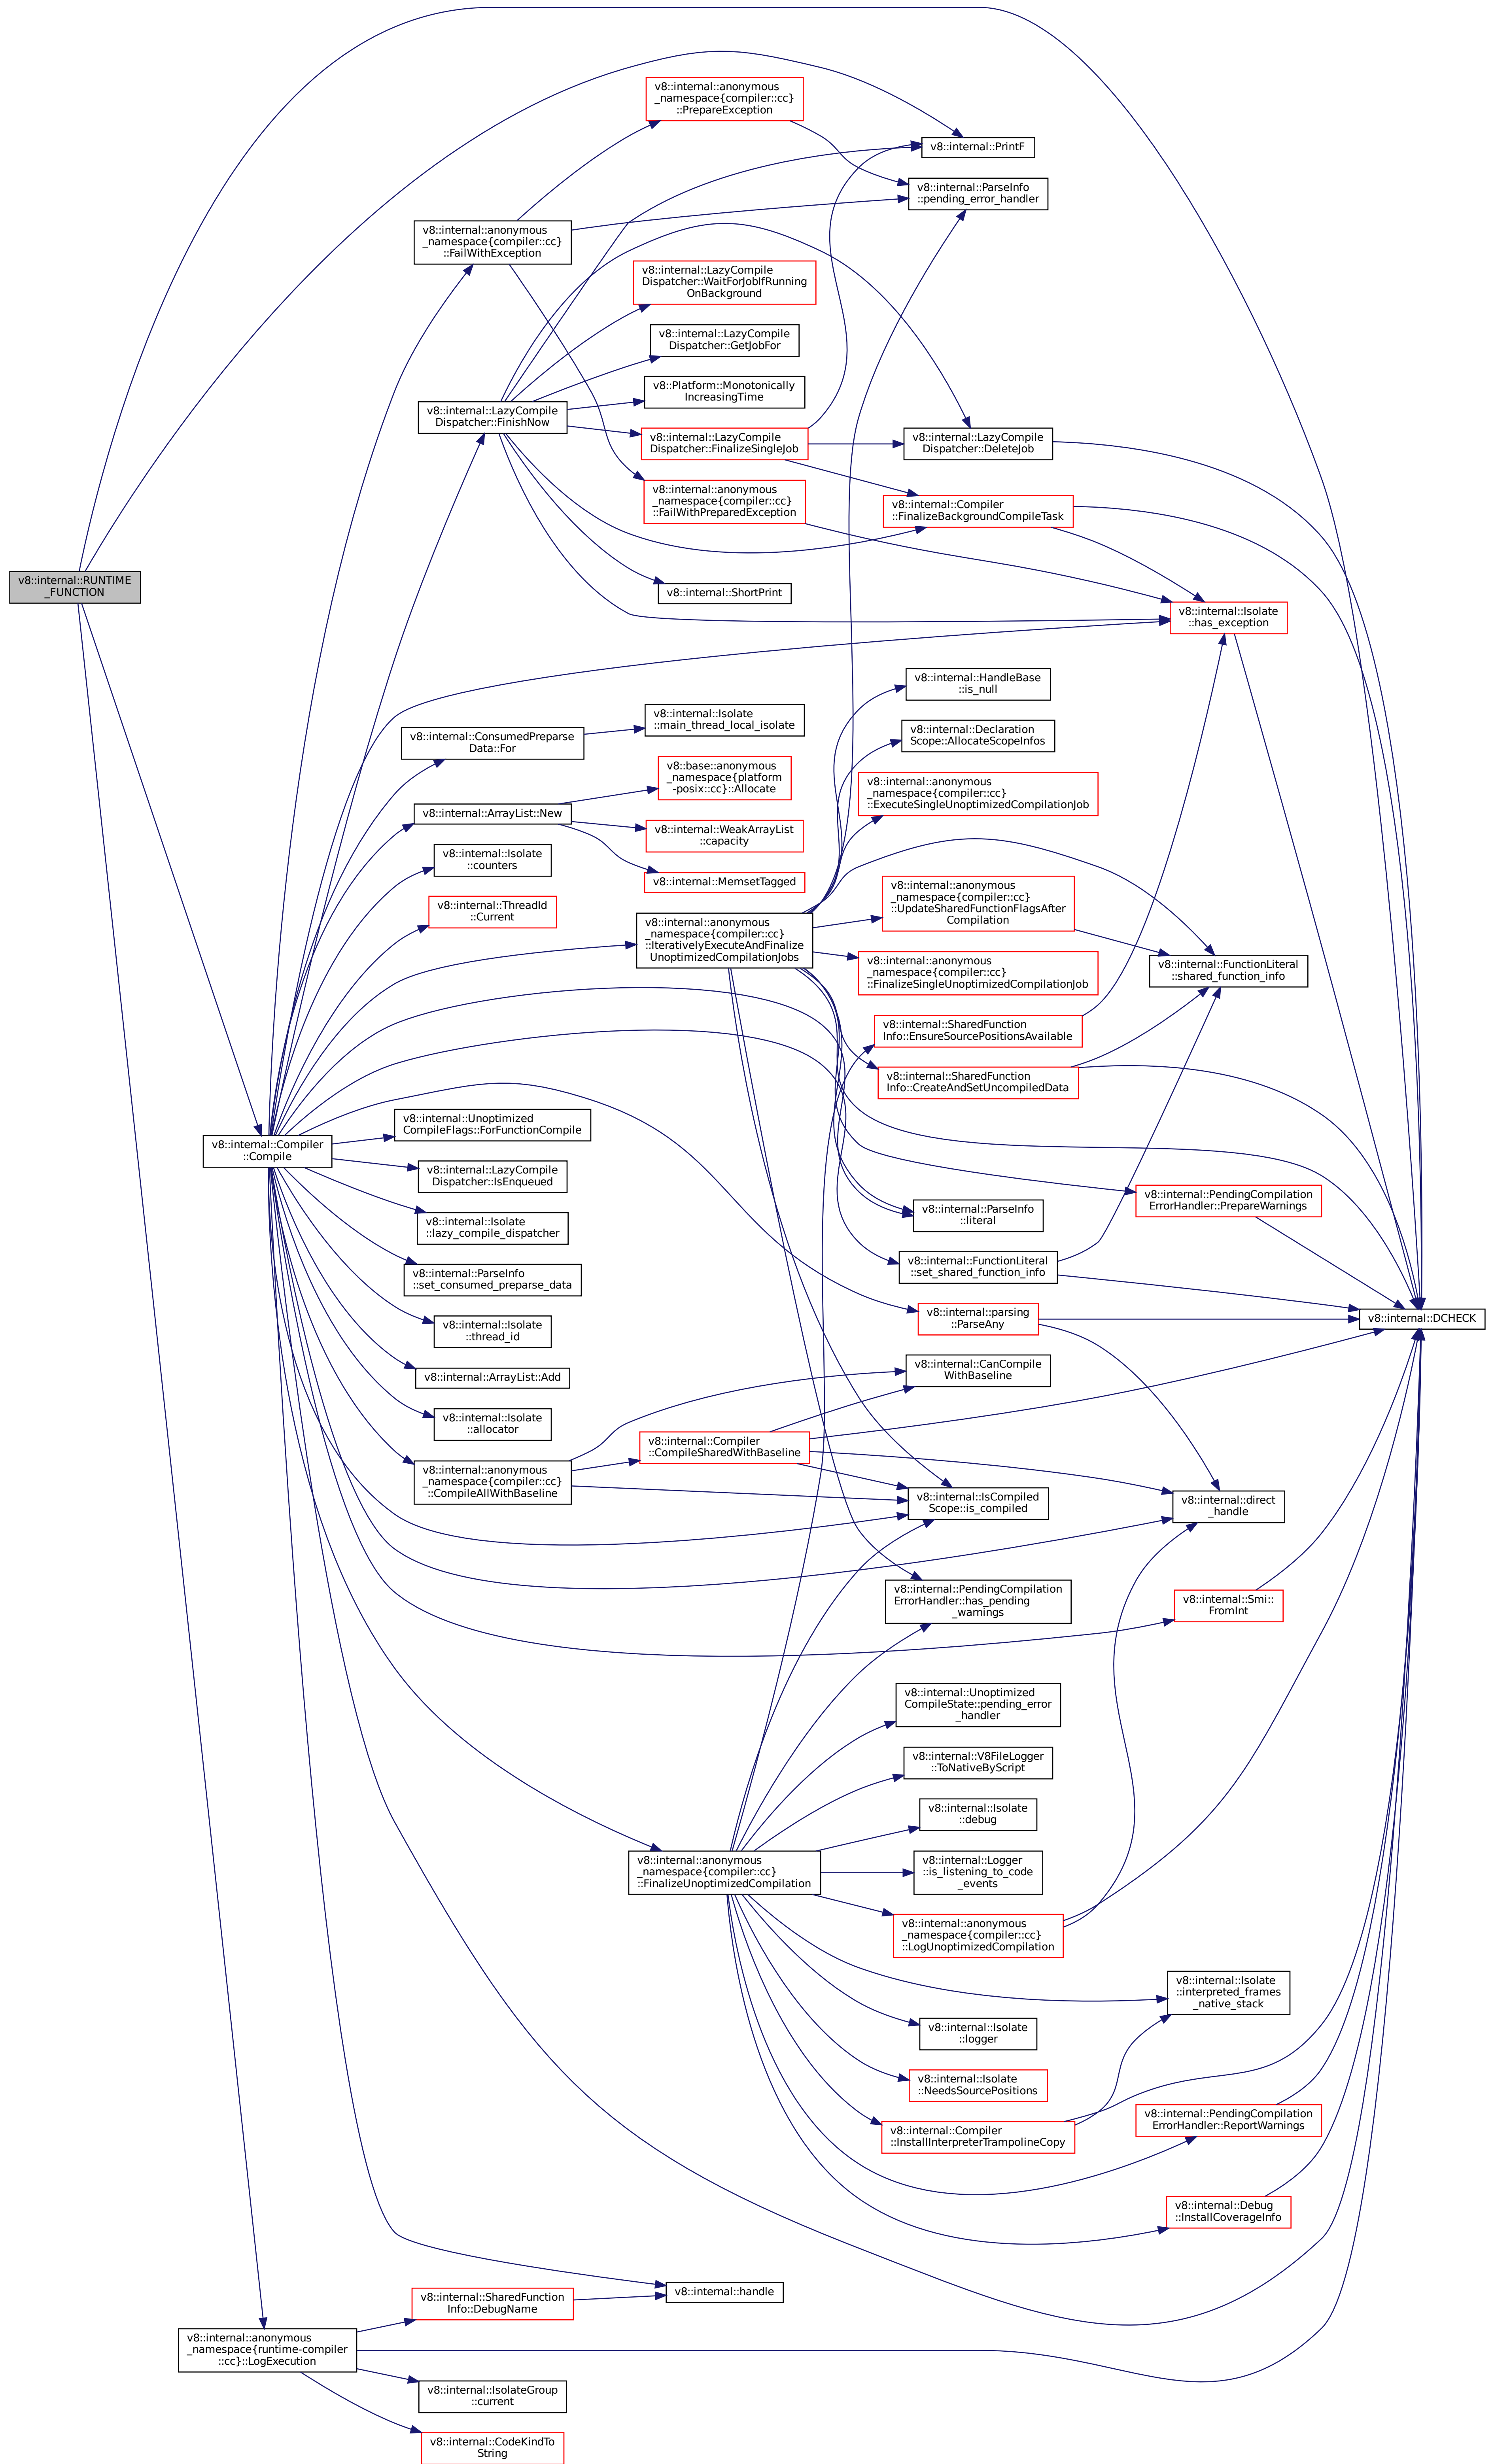 v8::internal::anonymous
_namespace{compiler::cc}
::PrepareException
v8::internal::PrintF
v8::internal::ParseInfo
::pending_error_handler
v8::internal::anonymous
_namespace{compiler::cc}
::FailWithException
v8::internal::LazyCompile
Dispatcher::WaitForJobIfRunning
OnBackground
v8::internal::LazyCompile
Dispatcher::GetJobFor
v8::Platform::Monotonically
IncreasingTime
v8::internal::LazyCompile
Dispatcher::FinishNow
v8::internal::LazyCompile
Dispatcher::FinalizeSingleJob
v8::internal::LazyCompile
Dispatcher::DeleteJob
v8::internal::anonymous
_namespace{compiler::cc}
::FailWithPreparedException
v8::internal::Compiler
::FinalizeBackgroundCompileTask
v8::internal::RUNTIME
_FUNCTION
v8::internal::ShortPrint
v8::internal::Isolate
::has_exception
v8::internal::HandleBase
::is_null
v8::internal::Isolate
::main_thread_local_isolate
v8::internal::Declaration
Scope::AllocateScopeInfos
v8::internal::ConsumedPreparse
Data::For
v8::base::anonymous
_namespace{platform
-posix::cc}::Allocate
v8::internal::anonymous
_namespace{compiler::cc}
::ExecuteSingleUnoptimizedCompilationJob
v8::internal::ArrayList::New
v8::internal::WeakArrayList
::capacity
v8::internal::Isolate
::counters
v8::internal::MemsetTagged
v8::internal::ThreadId
::Current
v8::internal::anonymous
_namespace{compiler::cc}
::UpdateSharedFunctionFlagsAfter
Compilation
v8::internal::anonymous
_namespace{compiler::cc}
::IterativelyExecuteAndFinalize
UnoptimizedCompilationJobs
v8::internal::anonymous
_namespace{compiler::cc}
::FinalizeSingleUnoptimizedCompilationJob
v8::internal::FunctionLiteral
::shared_function_info
v8::internal::SharedFunction
Info::EnsureSourcePositionsAvailable
v8::internal::SharedFunction
Info::CreateAndSetUncompiledData
v8::internal::Unoptimized
CompileFlags::ForFunctionCompile
v8::internal::Compiler
::Compile
v8::internal::LazyCompile
Dispatcher::IsEnqueued
v8::internal::PendingCompilation
ErrorHandler::PrepareWarnings
v8::internal::ParseInfo
::literal
v8::internal::Isolate
::lazy_compile_dispatcher
v8::internal::FunctionLiteral
::set_shared_function_info
v8::internal::ParseInfo
::set_consumed_preparse_data
v8::internal::parsing
::ParseAny
v8::internal::DCHECK
v8::internal::Isolate
::thread_id
v8::internal::CanCompile
WithBaseline
v8::internal::ArrayList::Add
v8::internal::Isolate
::allocator
v8::internal::Compiler
::CompileSharedWithBaseline
v8::internal::anonymous
_namespace{compiler::cc}
::CompileAllWithBaseline
v8::internal::IsCompiled
Scope::is_compiled
v8::internal::direct
_handle
v8::internal::PendingCompilation
ErrorHandler::has_pending
_warnings
v8::internal::Smi::
FromInt
v8::internal::Unoptimized
CompileState::pending_error
_handler
v8::internal::V8FileLogger
::ToNativeByScript
v8::internal::Isolate
::debug
v8::internal::anonymous
_namespace{compiler::cc}
::FinalizeUnoptimizedCompilation
v8::internal::Logger
::is_listening_to_code
_events
v8::internal::anonymous
_namespace{compiler::cc}
::LogUnoptimizedCompilation
v8::internal::Isolate
::interpreted_frames
_native_stack
v8::internal::Isolate
::logger
v8::internal::Isolate
::NeedsSourcePositions
v8::internal::Compiler
::InstallInterpreterTrampolineCopy
v8::internal::PendingCompilation
ErrorHandler::ReportWarnings
v8::internal::Debug
::InstallCoverageInfo
v8::internal::handle
v8::internal::SharedFunction
Info::DebugName
v8::internal::anonymous
_namespace{runtime-compiler
::cc}::LogExecution
v8::internal::IsolateGroup
::current
v8::internal::CodeKindTo
String